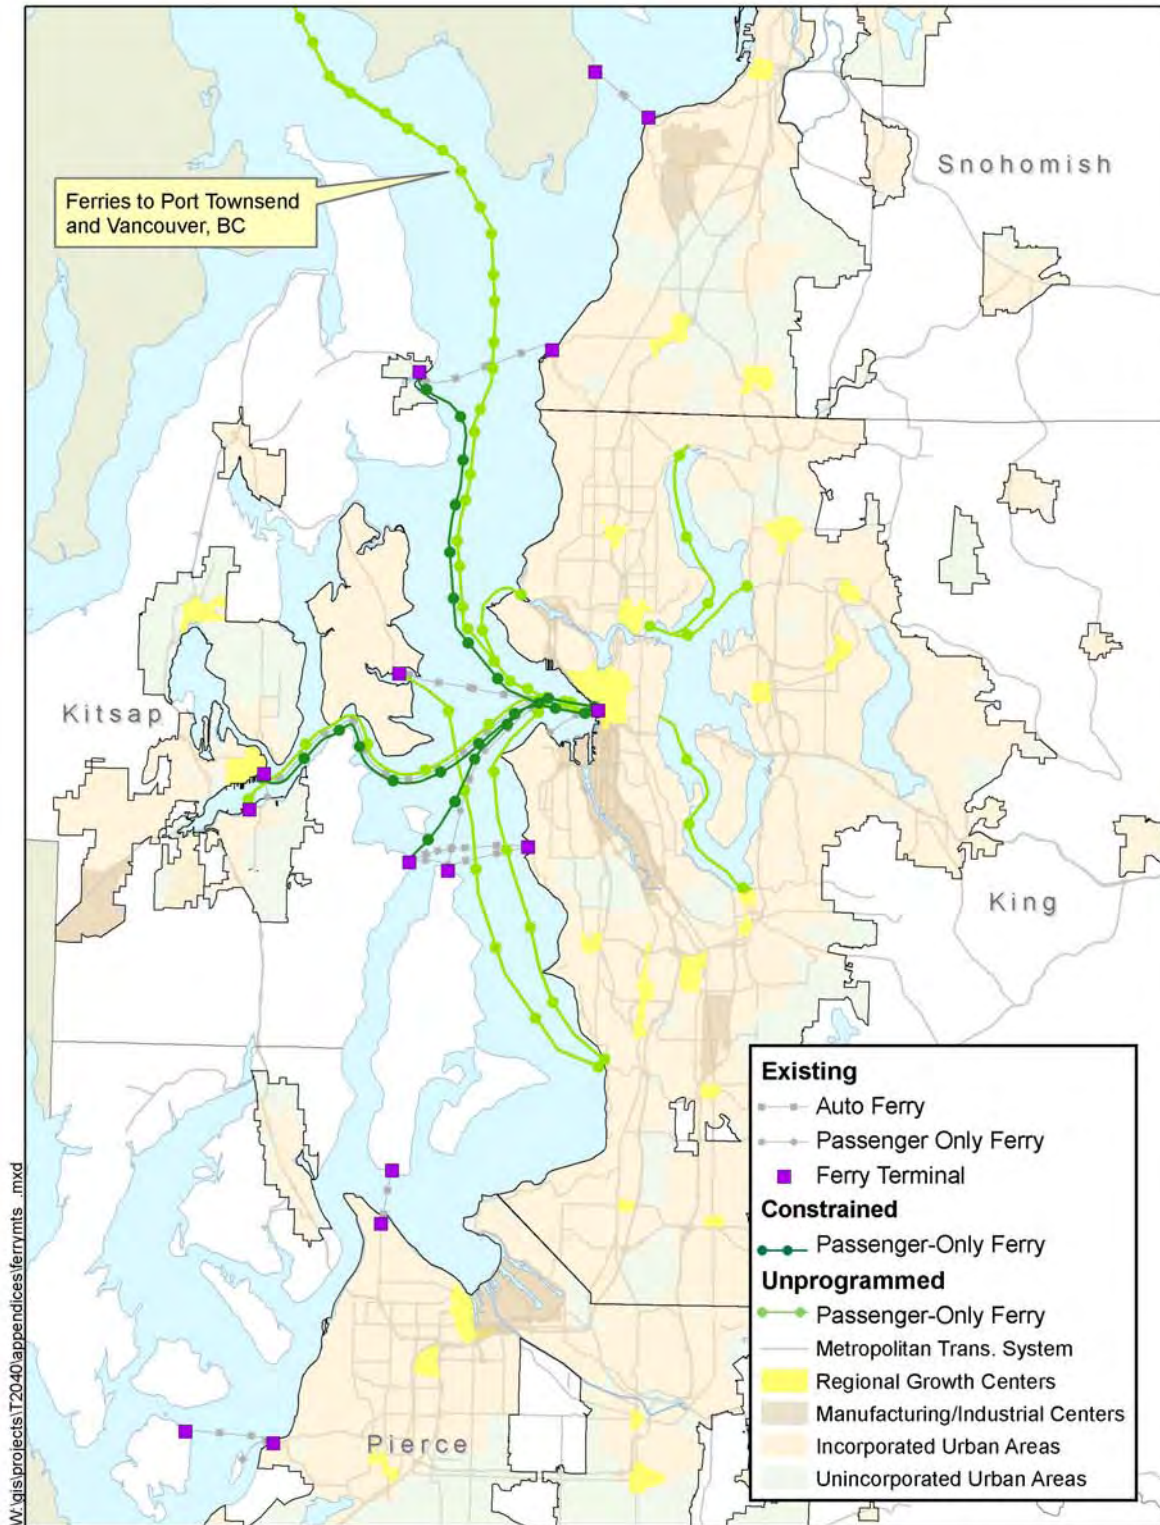 Snohomish
Ferries to Port Townsend
and Vancouver, BC
Kitsap
King
Existing
Auto Ferry
Passenger Only Ferry
Ferry Terminal
Constrained
Passenger-Only Ferry
Unprogrammed
Passenger-Only Ferry
Metropolitan Trans. System
Regional Growth Centers
Manufacturing/Industrial Centers
Incorporated Urban Areas
Unincorporated Urban Areas
Pierce
W:\gis\projects\T2040\appendices\ferrymts_.mxd